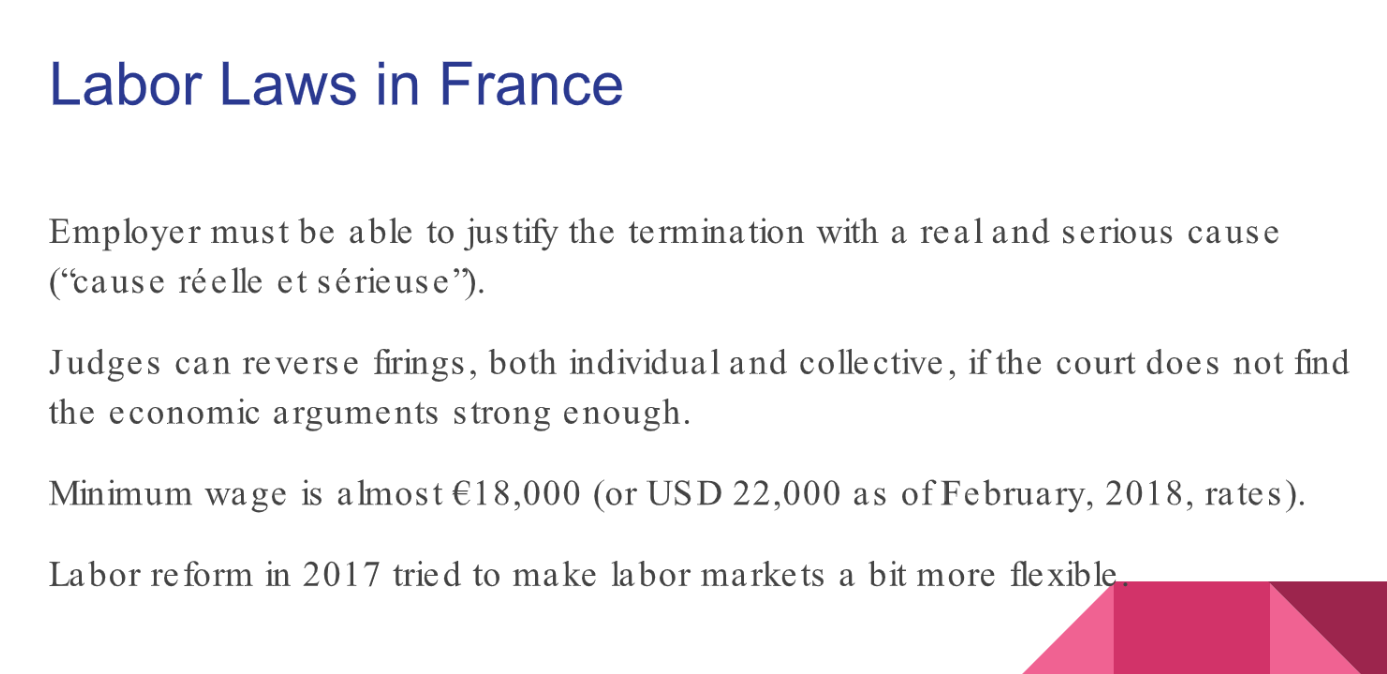 Labor Laws in France
Employer must be able to justify the termination with a real and serious cause
(“cause réelle et sérieuse”).
Judges can reverse firings, both individual and collective, if the court does not find
the economic arguments strong enough.
Minimum wage is almost €18,000 (or USD 22,000 as of February, 2018, rates).
Labor reform in 2017 tried to make labor markets a bit more flexible.